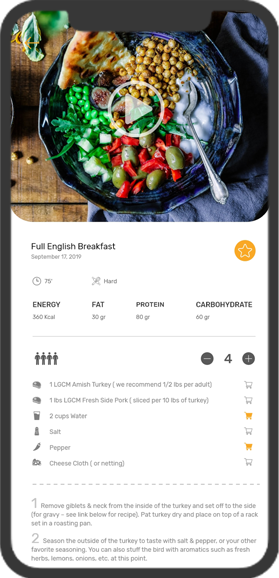 Full English Breakfast
September 17, 2019
75' Hard
ENERGY FAT PROTEIN CARBOHYDRATE
360 Kcal 30 gr 80 gr 60 gr
4
1 LGCM Amish Turkey ( we recommend 1/2 lbs per adult)
1 lbs LGCM Fresh Side Pork ( sliced per 10 lbs of turkey)
2 cups Water
Salt
Pepper
Cheese Cloth ( or netting)
1 Remove giblets & neck from the inside of the turkey and set off to the side
(for gravy - see link below for recipe). Pat turkey dry and place on top of a rack
set in a roasting pan.
2 Season the outside of the turkey to taste with salt & pepper, or your other
favorite seasoning. You can also stuff the bird with aromatics such as fresh
herbs, lemons, onions, etc. at this point.